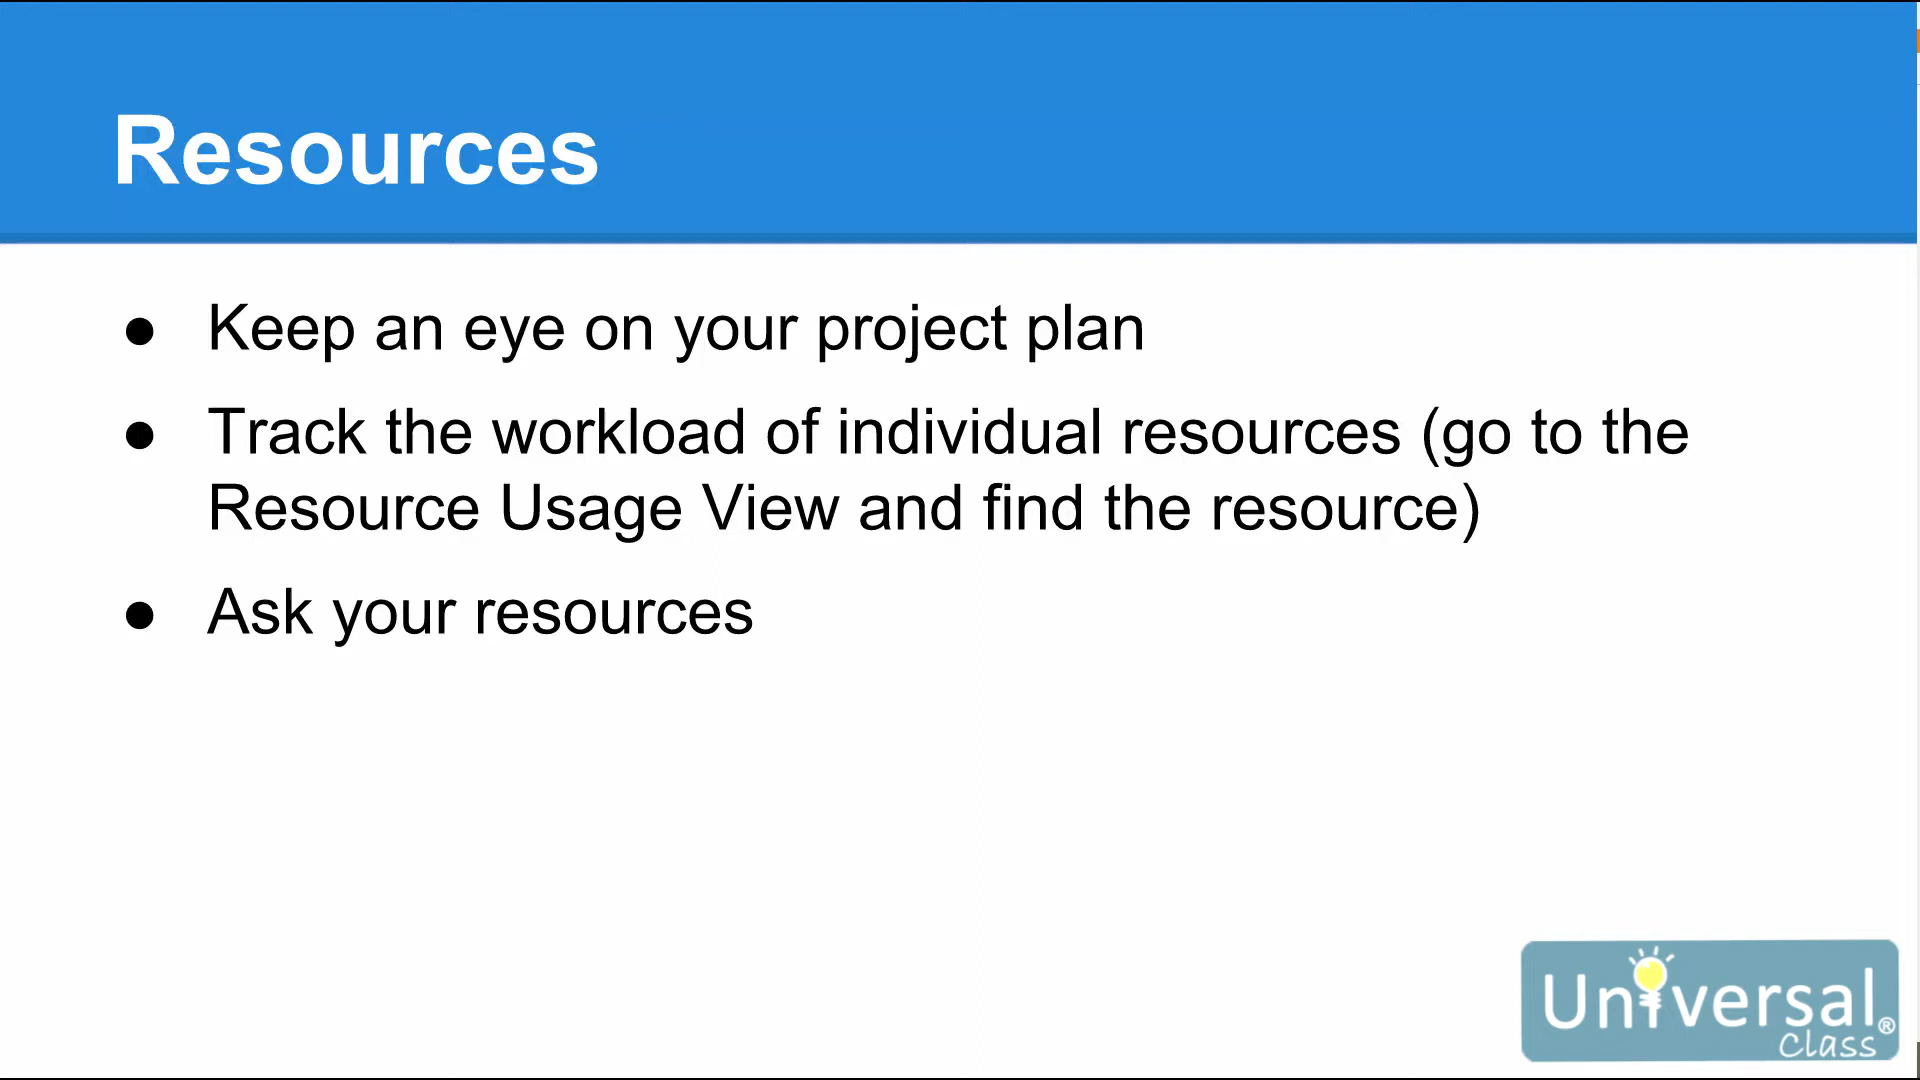 Resources
● Keep an eye on your project plan
● Track the workload of individual resources (go to the
Resource Usage View and find the resource)
● Ask your resources
Universal®
Class